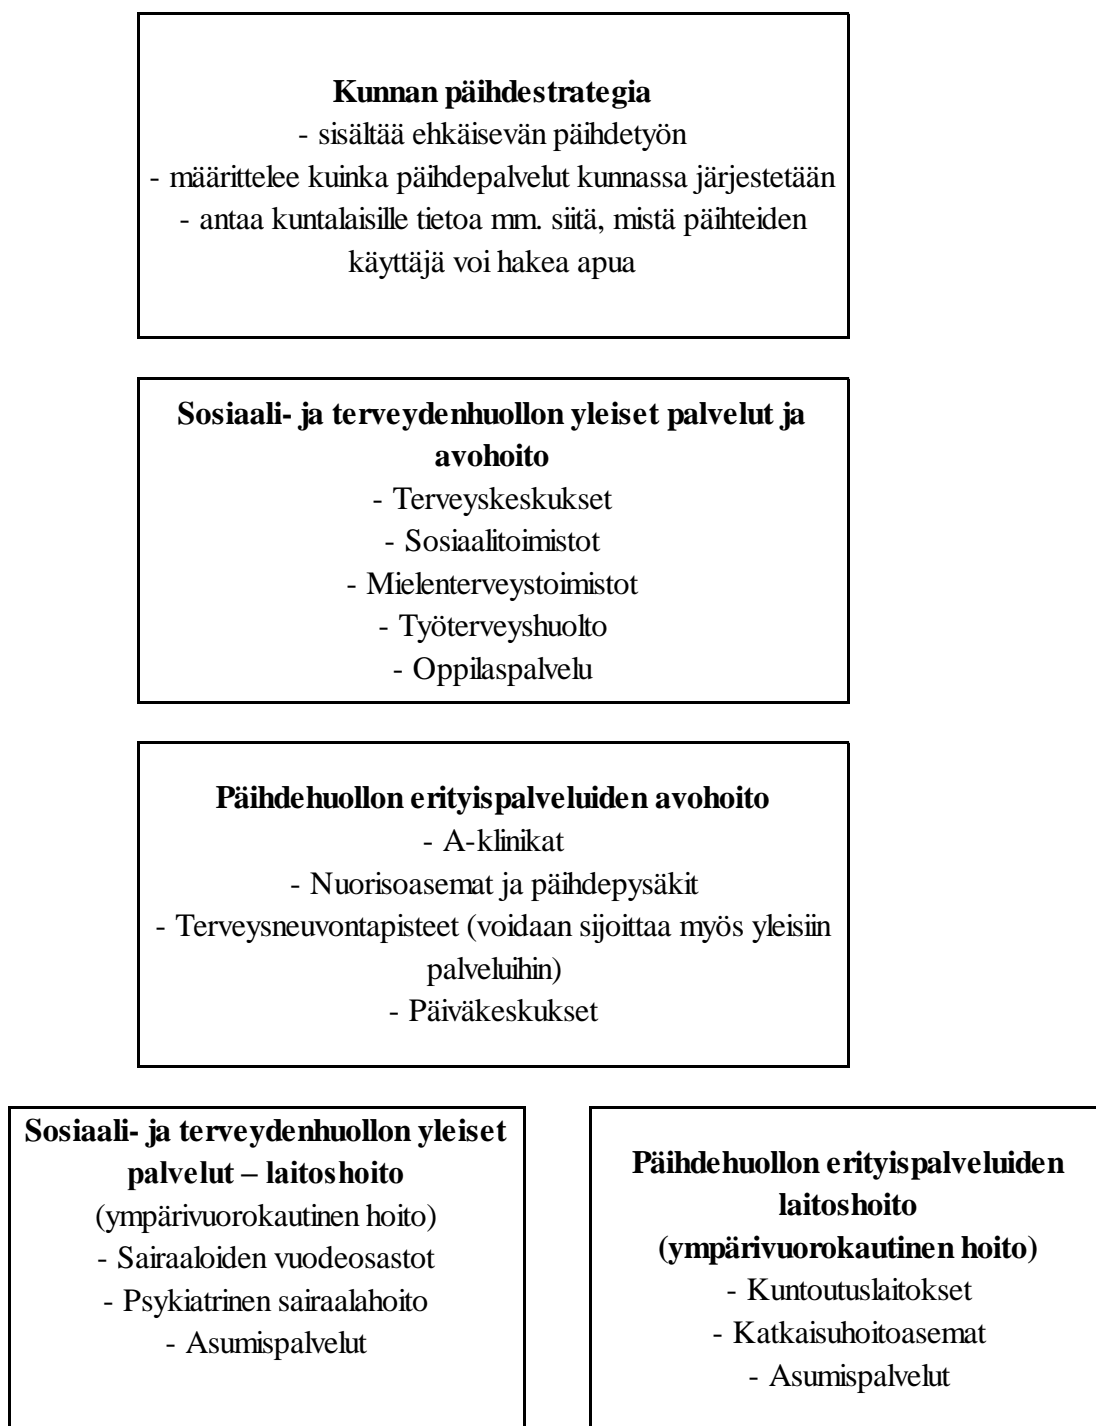 Kunnan päihdestrategia
- sisältää ehkäisevän päihdetyön
- määrittelee kuinka päihdepalvelut kunnassa järjestetään
- antaa kuntalaisille tietoa mm. siitä, mistä päihteiden
käyttäjä voi hakea apua
Sosiaali- ja terveydenhuollon yleiset palvelut ja
avohoito
- Terveyskeskukset
- Sosiaalitoimistot
- Mielenterveystoimistot
- Työterveyshuolto
- Oppilaspalvelu
Päihdehuollon erityispalveluiden avohoito
- A-klinikat
- Nuorisoasemat ja päihdepysäkit
- Terveysneuvontapisteet (voidaan sijoittaa myös yleisiin
palveluihin)
- Päiväkeskukset
Sosiaali- ja terveydenhuollon yleiset
palvelut – laitoshoito
(ympärivuorokautinen hoito)
- Sairaaloiden vuodeosastot
- Psykiatrinen sairaalahoito
- Asumispalvelut
Päihdehuollon erityispalveluiden
laitoshoito
(ympärivuorokautinen hoito)
- Kuntoutuslaitokset
- Katkaisuhoitoasemat
- Asumispalvelut